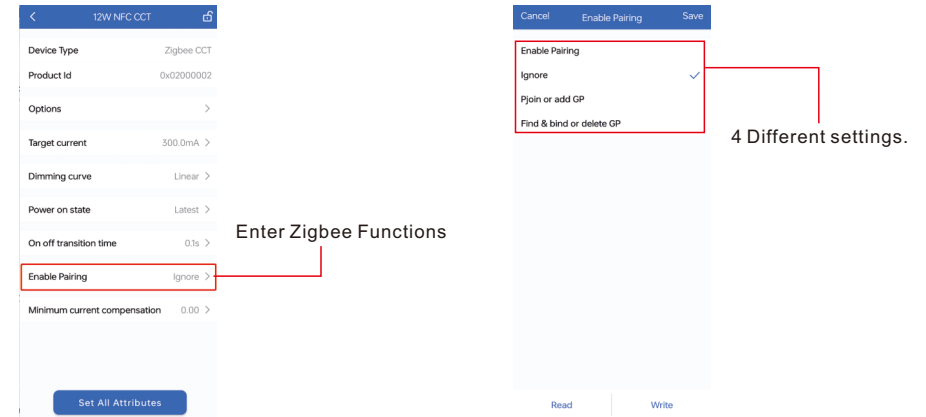 12W NFC CCT
Device Type Zigbee CCT
Product Id 0x02000002
Options
Target current 300.0mA
Dimming curve Linear
Power on state Latest
On off transition time 0.1s
Enable Pairing Ignore
Minimum current compensation 0.00
Set All Attributes
Enter Zigbee Functions
Cancel Enable Pairing Save
Enable Pairing
Ignore
Pjoin or add GP
Find & bind or delete GP
Read Write
4 Different settings.